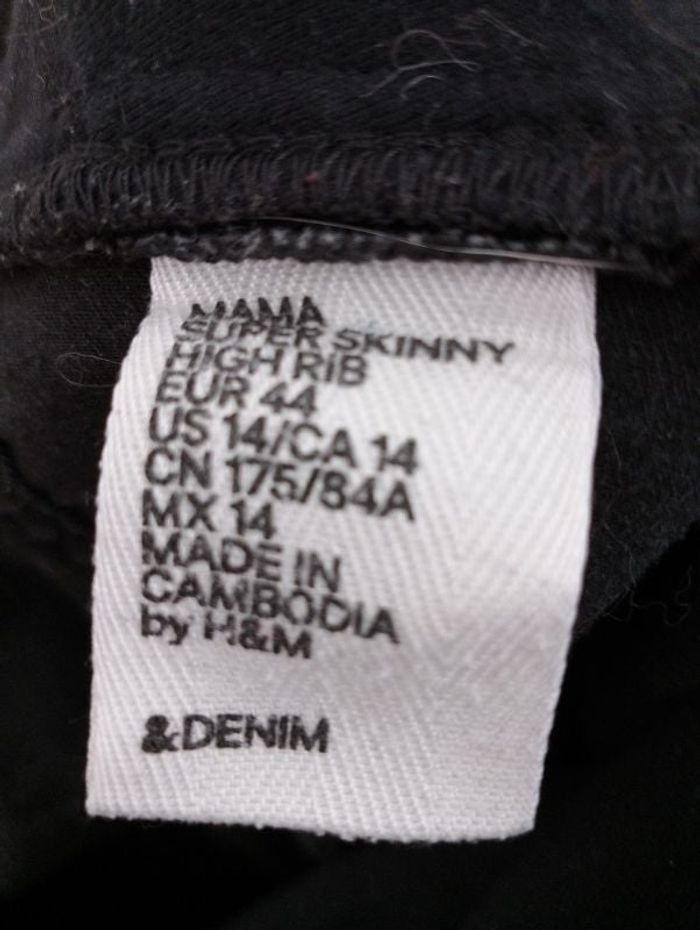 MAMA
SUPER SKINNY
HIGH RIB
EUR 44
US 14/CA 14
CN 175/84A
MX 14
MADE IN
CAMBODIA
by H&M
&DENIM